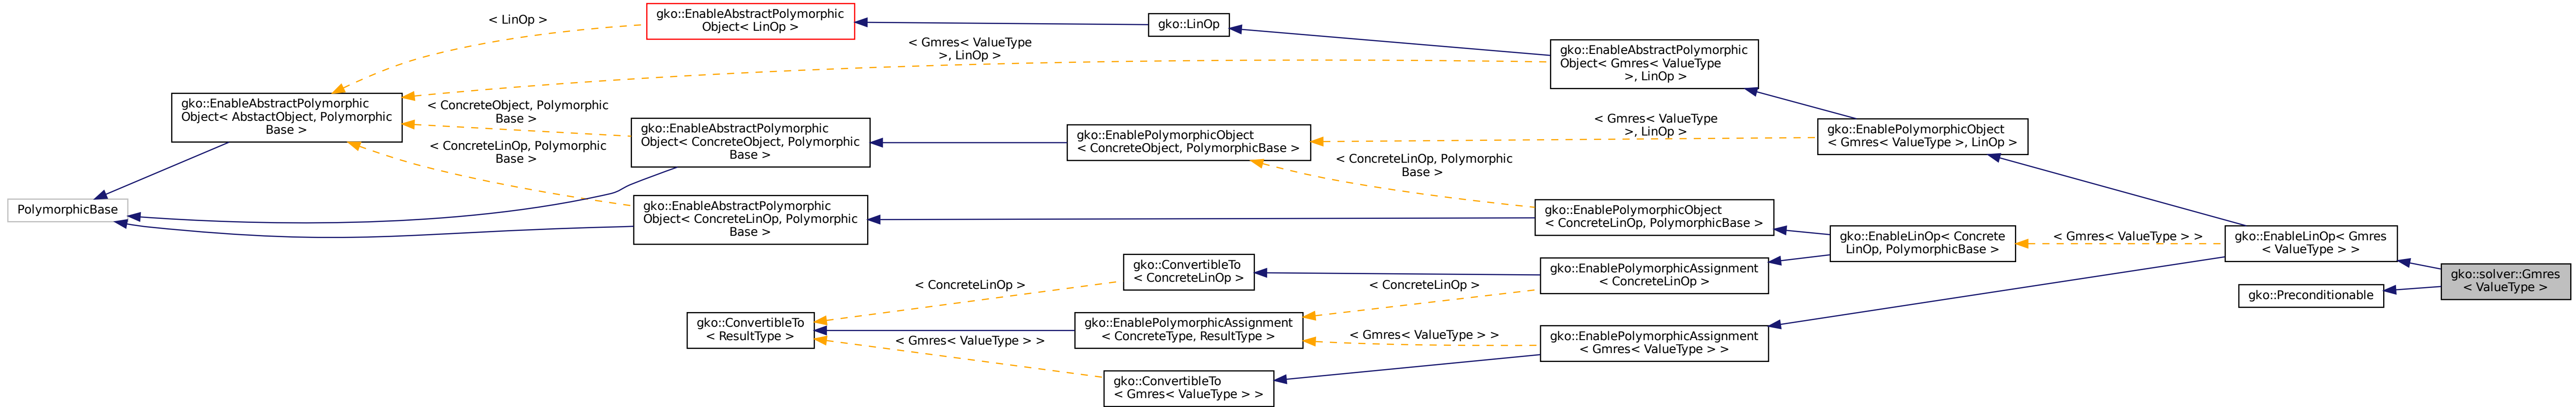 PolymorphicBase
gko::EnableAbstractPolymorphic
Object< AbstactObject, Polymorphic
Base >
< LinOp >
< ConcreteObject, Polymorphic
Base >
< ConcreteLinOp, Polymorphic
Base >
gko::EnableAbstractPolymorphic
Object< LinOp >
gko::EnableAbstractPolymorphic
Object< ConcreteObject, Polymorphic
Base >
gko::EnableAbstractPolymorphic
Object< ConcreteLinOp, Polymorphic
Base >
gko::ConvertibleTo
< ResultType >
< Gmres< ValueType
>, LinOp >
< ConcreteLinOp >
< Gmres< ValueType > >
gko::LinOp
gko::EnablePolymorphicObject
< ConcreteObject, PolymorphicBase >
gko::ConvertibleTo
< ConcreteLinOp >
gko::EnablePolymorphicAssignment
< ConcreteType, ResultType >
gko::ConvertibleTo
< Gmres< ValueType > >
< ConcreteLinOp, Polymorphic
Base >
< ConcreteLinOp >
< Gmres< ValueType > >
gko::EnableAbstractPolymorphic
Object< Gmres< ValueType
>, LinOp >
< Gmres< ValueType
>, LinOp >
gko::EnablePolymorphicObject
< ConcreteLinOp, PolymorphicBase >
gko::EnablePolymorphicAssignment
< ConcreteLinOp >
gko::EnablePolymorphicAssignment
< Gmres< ValueType > >
gko::EnablePolymorphicObject
< Gmres< ValueType >, LinOp >
gko::EnableLinOp< Concrete
LinOp, PolymorphicBase >
< Gmres< ValueType > >
gko::EnableLinOp< Gmres
< ValueType > >
gko::Preconditionable
gko::solver::Gmres
< ValueType >